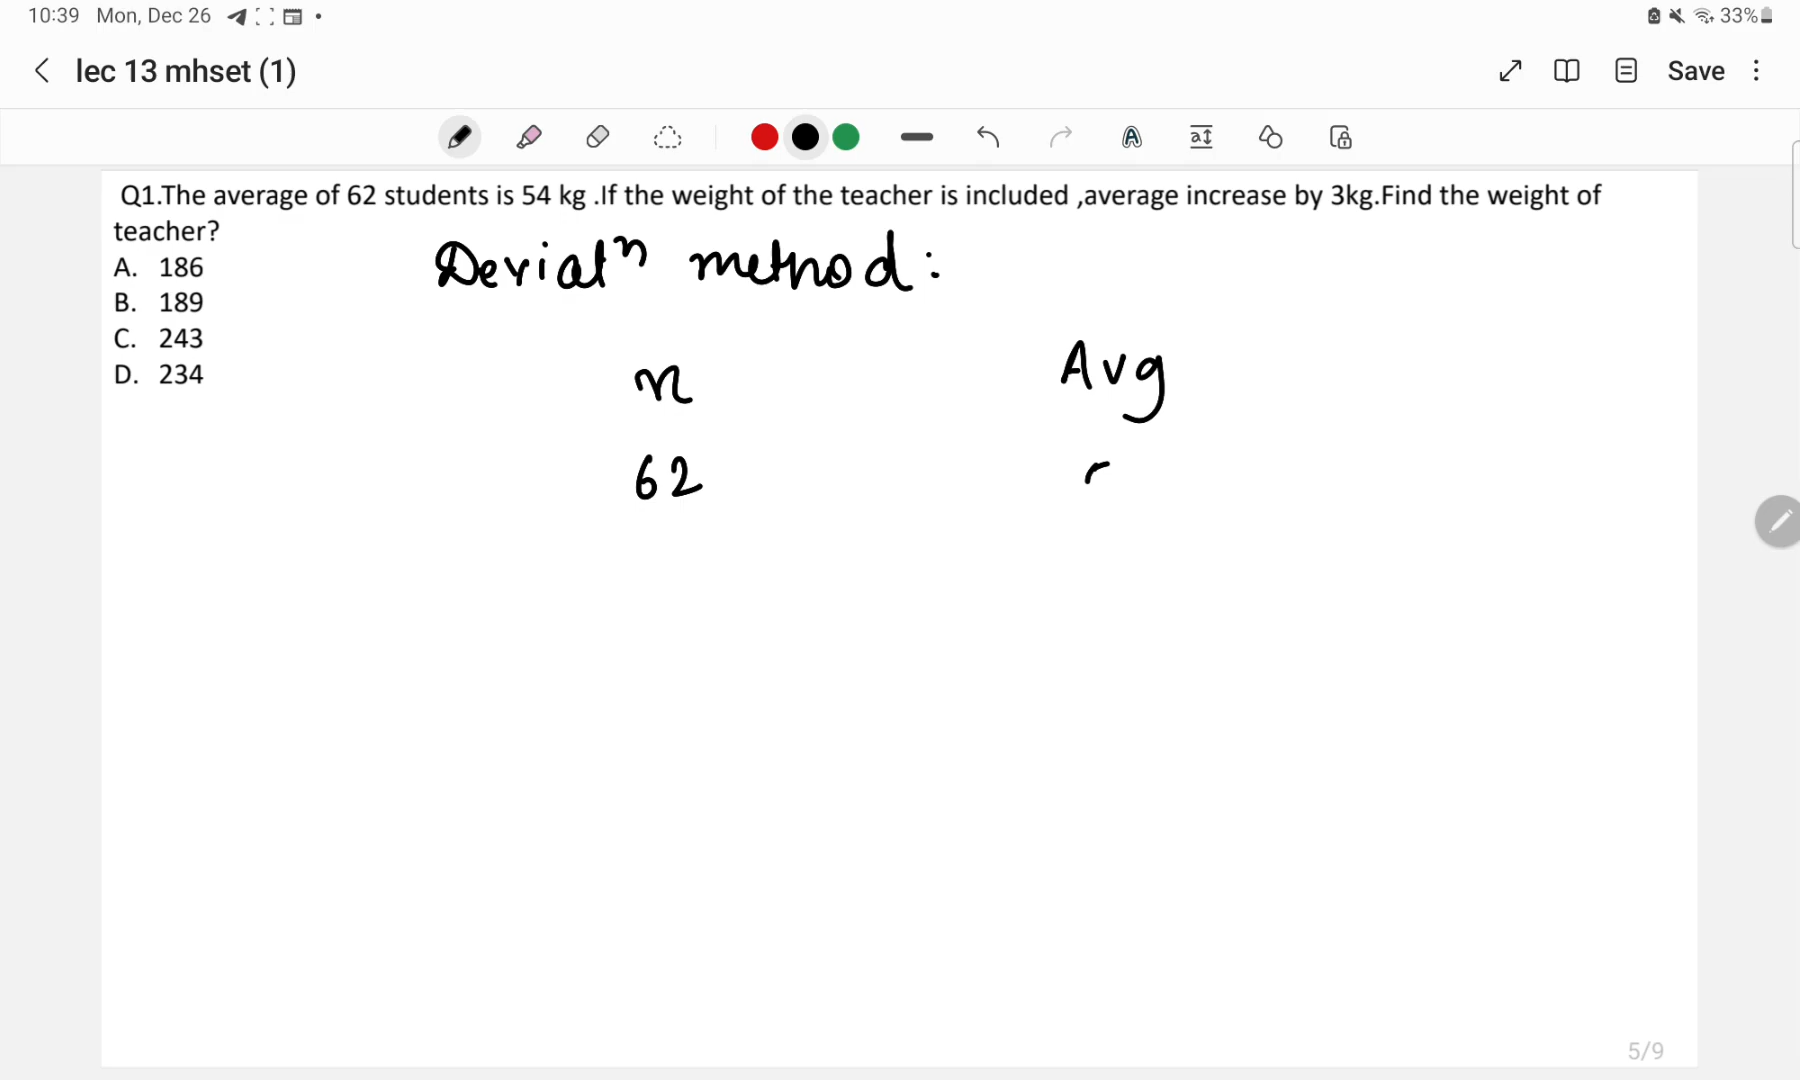 10:39 Mon, Dec 26
33%
lec 13 mhset (1)
Save
Q1.The average of 62 students is 54 kg .If the weight of the teacher is included ,average increase by 3kg.Find the weight of
teacher?
A. 186
B. 189
C. 243
D. 234
Deviatⁿ method :
n Avg
62
5/9